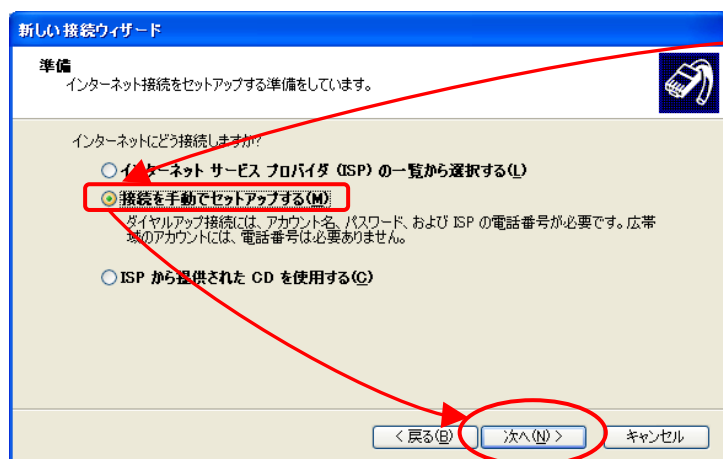 新しい接続ウィザード
準備
インターネット接続をセットアップする準備をしています。
インターネットにどう接続しますか?
インターネット サービス プロバイダ (ISP) の一覧から選択する(L)
接続を手動でセットアップする(M)
ダイヤルアップ接続には、アカウント名、パスワード、および ISP の電話番号が必要です。広帯
域のアカウントには、電話番号は必要ありません。
ISP から提供された CD を使用する(C)
< 戻る(B) 次へ(N) > キャンセル